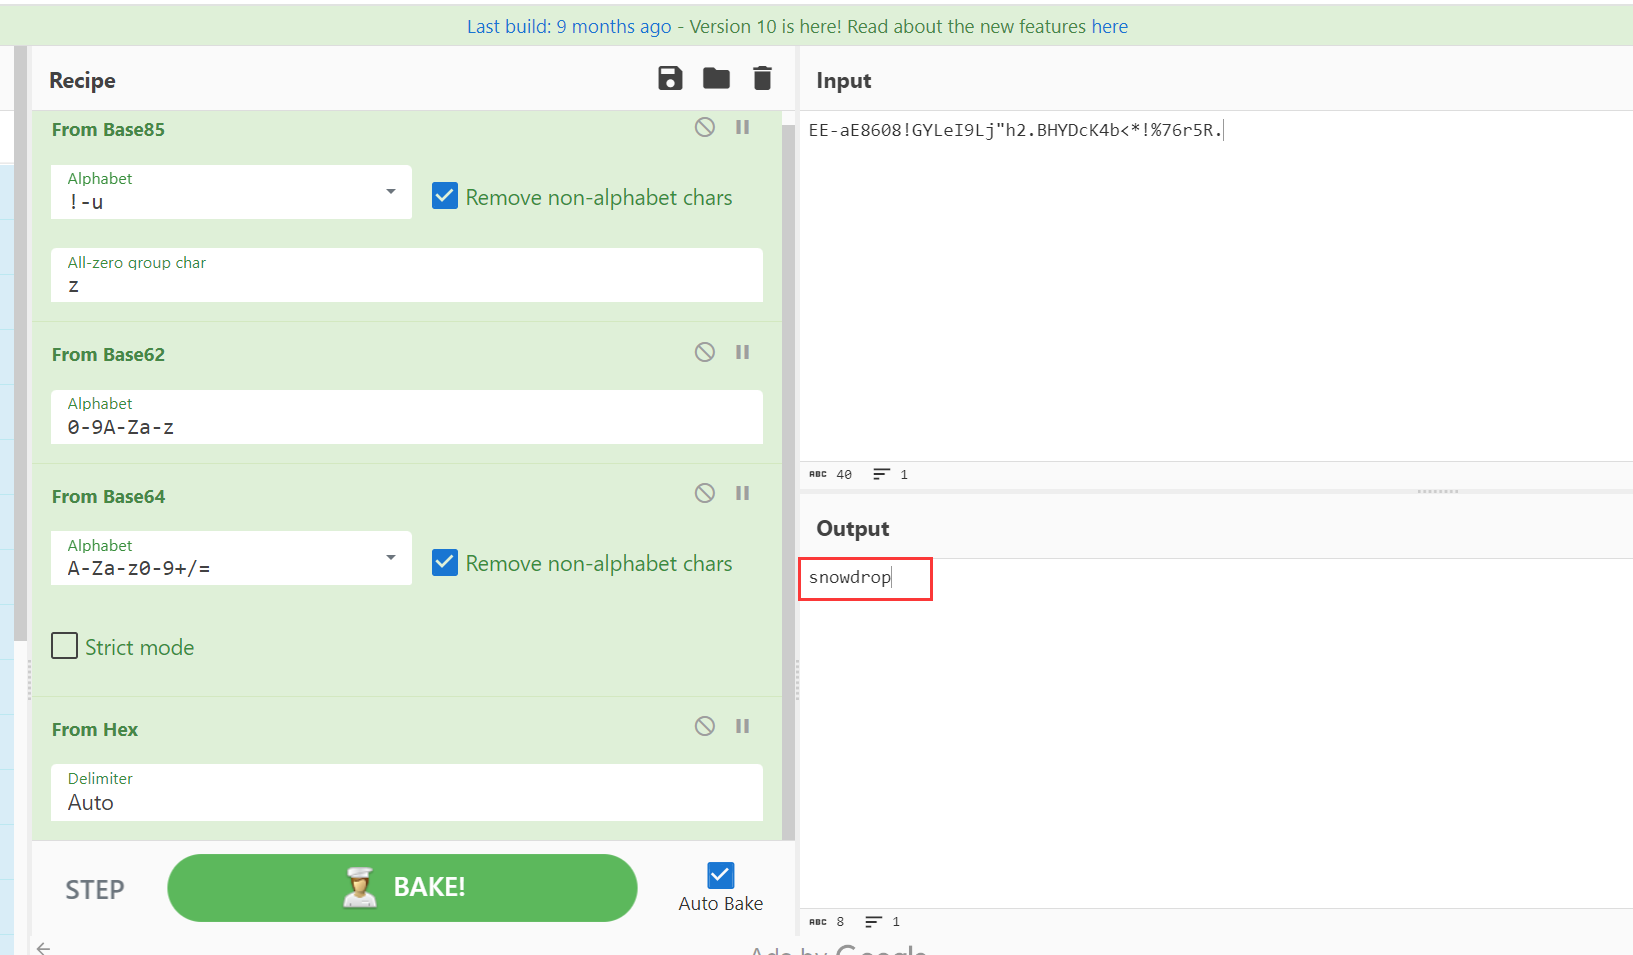 Last build: 9 months ago - Version 10 is here! Read about the new features here
Recipe
From Base85
Alphabet
!-u
Remove non-alphabet chars
All-zero group char
z
From Base62
Alphabet
0-9A-Za-z
From Base64
Alphabet
A-Za-z0-9+/=
Remove non-alphabet chars
Strict mode
From Hex
Delimiter
Auto
STEP
BAKE!
Auto Bake
Input
EE-aE8608!GYLeI9Lj"h2.BHYDcK4b<*!%76r5R.
ABC 40 1
Output
snowdrop
ABC 8 1
Ads by Google